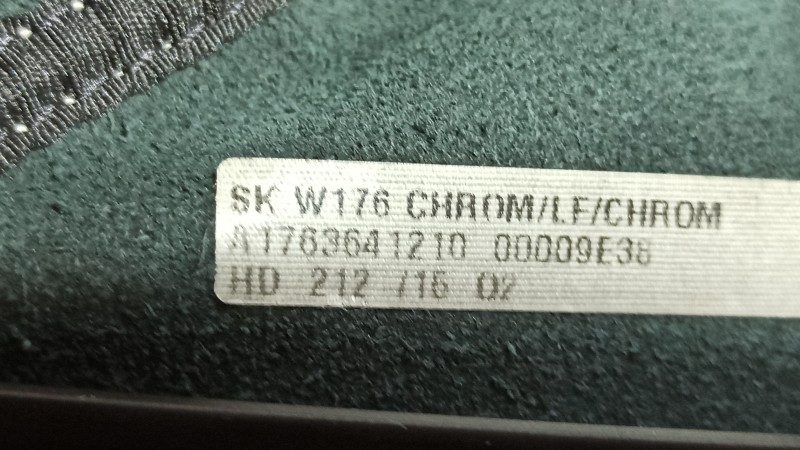 SK W176 CHROM/LF/CHROM
A1763641210 00009E38
HD 212 /16 02